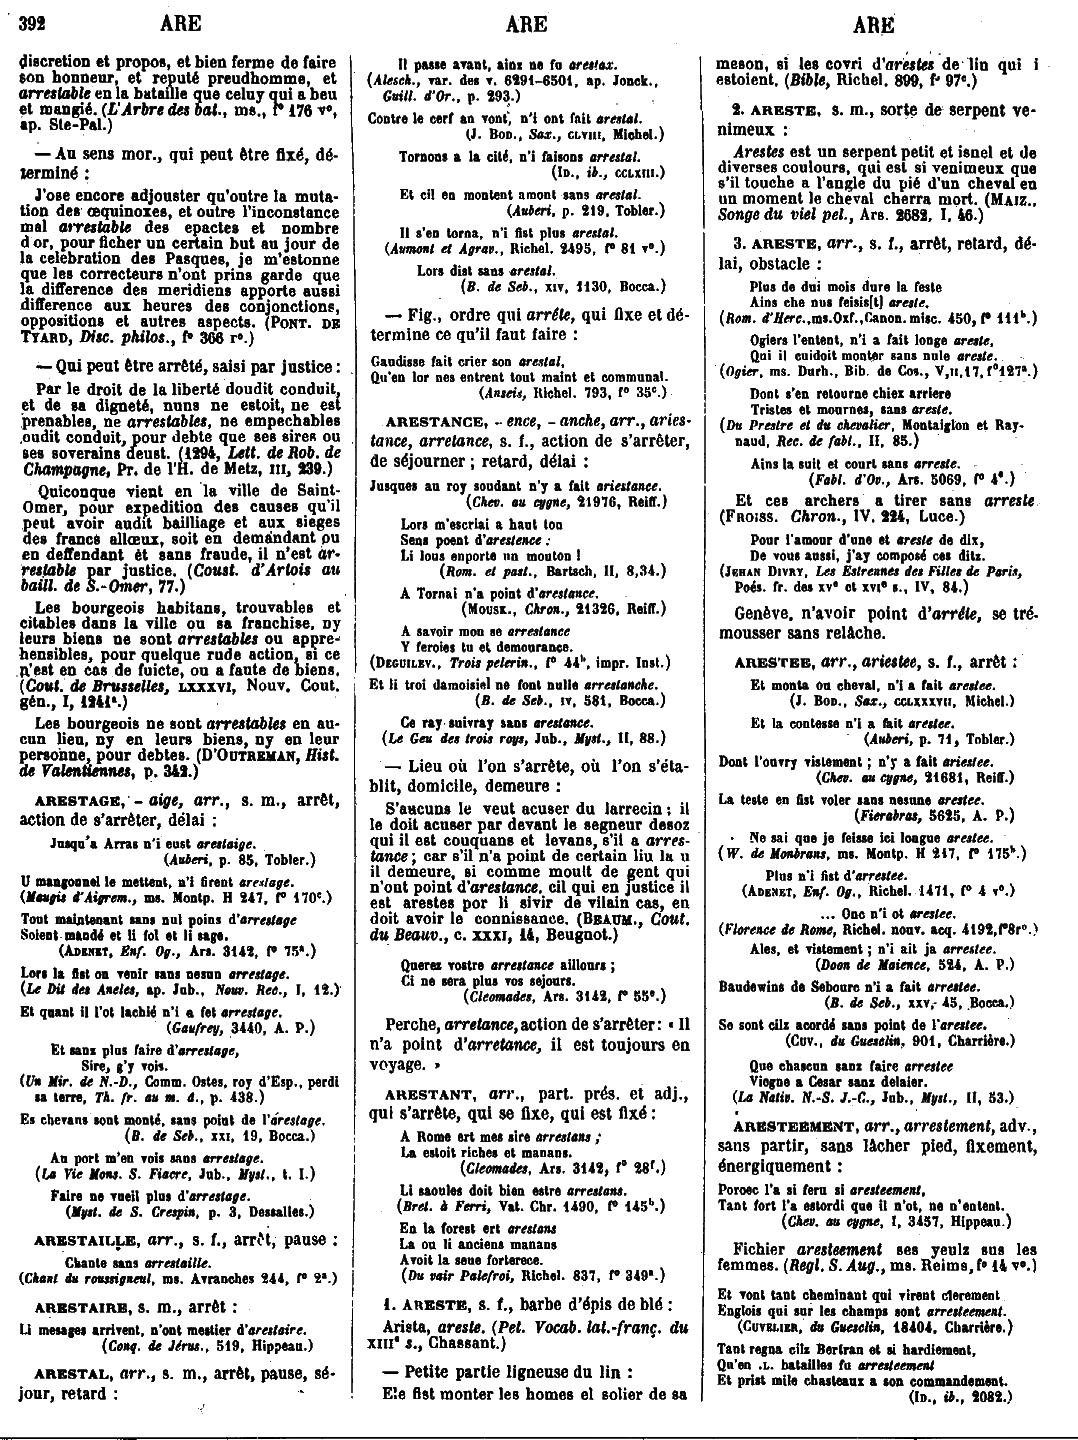 392 ARE ARE ARE
discretion et propos, et bien ferme de faire
son honneur, et reputé preudhomme, et
arrestable en la bataille que celuy qui a beu
et mangié. (L'Arbre des bat., ms., f° 176 v°,
ap. Ste-Pal.)
— Au sens mor., qui peut être fixé, dé-
terminé :
J'ose encore adjouster qu'outre la muta-
tion des œquinoxes, et outre l'inconstance
mal arrestable des epactes et nombre
d or, pour ficher un certain but au jour de
la celebration des Pasques, je m'estonne
que les correcteurs n'ont prins garde que
la difference des meridiens apporte aussi
difference aux heures des conjonctions,
oppositions et autres aspects. (PONT. DE
TYARD, Disc. philos., f° 366 r°.)
— Qui peut être arrêté, saisi par justice :
Par le droit de la liberté doudit conduit,
et de sa digneté, nuns ne estoit, ne est
prenables, ne arrestables, ne empechables
oudit conduit, pour debte que ses sires ou
ses soverains deust. (1294, Lett. de Rob. de
Champagne, Pr. de l'H. de Metz, III, 239.)
Quiconque vient en la ville de Saint-
Omer, pour expedition des causes qu'il
peut avoir audit bailliage et aux sieges
des francs allœux, soit en demandant ou
en deffendant et sans fraude, il n'est ar-
restable par justice. (Coust. d'Artois au
baill. de S.-Omer, 77.)
Les bourgeois habitans, trouvables et
citables dans la ville ou sa franchise, ny
leurs biens ne sont arrestables ou appre-
hensibles, pour quelque rude action, si ce
n'est en cas de fuicte, ou a faute de biens.
(Cout. de Brusselles, LXXXVI, Nouv. Cout.
gén., I, 1241ª.)
Les bourgeois ne sont arrestables en au-
cun lieu, ny en leurs biens, ny en leur
personne, pour debtes. (D'OUTREMAN, Hist.
de Valentiennes, p. 342.)
ARESTAGE, - aige, arr., s. m., arrêt,
action de s'arrêter, délai :
Jusqu'a Arras n'i eust arestaige.
(Auberi, p. 85, Tobler.)
U mangonnel le mettent, n'i firent arestage.
(Maugis d'Aigrem., ms. Montp. H 247, f° 170ᶜ.)
Tout maintenant sans nul poins d'arrestage
Soient mandé et li fol et li sage.
(ADENET, Enf. Og., Ars. 3142, f° 75ª.)
Lors la fist on venir sans nesun arrestage.
(Le Dit des Aneles, ap. Jub., Nouv. Rec., I, 12.)
Et quant il l'ot lachié n'i a fet arrestage.
(Gaufrey, 3440, A. P.)
Et sanz plus faire d'arrestage,
Sire, g'y vois.
(Un Mir. de N.-D., Comm. Ostes, roy d'Esp., perdi
sa terre, Th. fr. au m. â., p. 438.)
Es chevans sont monté, sans point de l'arestage.
(B. de Seb., XXI, 19, Bocca.)
Au port m'en vois sans arrestage.
(La Vie Mons. S. Fiacre, Jub., Myst., t. I.)
Faire ne vueil plus d'arrestage.
(Myst. de S. Crespin, p. 3, Dessalles.)
ARESTAILLE, arr., s. f., arrêt, pause :
Chante sans arrestaille.
(Chant du roussigneul, ms. Avranches 244, f° 2ª.)
ARESTAIRE, s. m., arrêt :
Li mesages arrivent, n'ont mestier d'arestaire.
(Conq. de Jérus., 519, Hippeau.)
ARESTAL, arr., s. m., arrêt, pause, sé-
jour, retard :
Il passe avant, ainz ne fu arestax.
(Alesch., var. des v. 6291-6501, ap. Jonck.,
Guill. d'Or., p. 293.)
Contre le cerf an vont, n'i ont fait arestal.
(J. BOD., Sax., CLVIII, Michel.)
Tornons a la cité, n'i faisons arrestal.
(ID., ib., CCLXIII.)
Et cil en montent amont sans arestal.
(Auberi, p. 219, Tobler.)
Il s'en torna, n'i fist plus arestal.
(Aumont et Agrav., Richel. 2495, f° 81 v°.)
Lors dist sans arestal.
(B. de Seb., XIV, 1130, Bocca.)
— Fig., ordre qui arrête, qui fixe et dé-
termine ce qu'il faut faire :
Gaudisse fait crier son arestal,
Qu'en lor nes entrent tout maint et communal.
(Anseis, Richel. 793, f° 35ᶜ.)
ARESTANCE, - ence, - anche, arr., aries-
tance, arretance, s. f., action de s'arrêter,
de séjourner ; retard, délai :
Jusques au roy soudant n'y a fait ariestance.
(Chev. au cygne, 21976, Reiff.)
Lors m'escriai a haut ton
Sens poent d'arestence :
Li lous enporte un mouton !
(Rom. et past., Bartsch, II, 8,34.)
A Tornai n'a point d'arestance.
(MOUSK., Chron., 21326, Reiff.)
A savoir mon se arrestance
Y feroies tu et demourance.
(DEGUILEV., Trois pelerin., f° 44ᵇ, impr. Inst.)
Et li troi damoisiel ne font nulle arrestanche.
(B. de Seb., IV, 581, Bocca.)
Ce ray suivray sans arestance.
(Le Geu des trois roys, Jub., Myst., II, 88.)
— Lieu où l'on s'arrête, où l'on s'éta-
blit, domicile, demeure :
S'aucuns le veut acuser du larrecin ; il
le doit acuser par devant le segneur desoz
qui il est couquans et levans, s'il a arres-
tance ; car s'il n'a point de certain liu la u
il demeure, si comme moult de gent qui
n'ont point d'arestance, cil qui en justice il
est arestes por li sivir de vilain cas, en
doit avoir le connissance. (BEAUM., Cout.
du Beauv., c. XXXI, 14, Beugnot.)
Querez vostre arrestance aillours ;
Ci ne sera plus vos sejours.
(Cleomades, Ars. 3142, f° 55ᵉ.)
Perche, arretance, action de s'arrêter: « Il
n'a point d'arretance, il est toujours en
voyage. »
ARESTANT, arr., part. prés. et adj.,
qui s'arrête, qui se fixe, qui est fixé :
A Rome ert mes sire arrestans ;
La estoit riches et manans.
(Cleomades, Ars. 3142, f° 28ᶠ.)
Li saoules doit bien estre arrestans.
(Bret. à Ferri, Vat. Chr. 1490, f° 145ᵇ.)
En la forest ert arestans
La ou li anciens manans
Avoit la seue forterece.
(Du vair Palefroi, Richel. 837, f° 349ª.)
1. ARESTE, s. f., barbe d'épis de blé :
Arista, areste. (Pet. Vocab. lat.-franç. du
XIIIᵉ s., Chassant.)
— Petite partie ligneuse du lin :
Ele fist monter les homes el solier de sa
meson, si les covri d'arestes de lin qui i
estoient. (Bible, Richel. 899, f° 97ᶜ.)
2. ARESTE, s. m., sorte de serpent ve-
nimeux :
Arestes est un serpent petit et isnel et de
diverses coulours, qui est si venimeux que
s'il touche a l'angle du pié d'un cheval en
un moment le cheval cherra mort. (MAIZ.,
Songe du viel pel., Ars. 2682, I, 46.)
3. ARESTE, arr., s. f., arrêt, retard, dé-
lai, obstacle :
Plus de dui mois dure la feste
Ains che nus feisis[t] areste.
(Rom. d'Herc.,ms.Oxf.,Canon. misc. 450, f° 111ᵇ.)
Ogiers l'entent, n'i a fait longe areste,
Qui il cuidoit monter sans nule areste.
(Ogier, ms. Durh., Bib. de Cos., V,II,17, f°127ª.)
Dont s'en retourne chiex arriere
Tristes et mournes, sans areste.
(Du Prestre et du chevalier, Montaiglon et Ray-
naud, Rec. de fabl., II, 85.)
Ains la suit et court sans arreste.
(Fabl. d'Ov., Ars. 5069, f° 4ᵉ.)
Et ces archers a tirer sans arreste
(FROISS. Chron., IV, 224, Luce.)
Pour l'amour d'une et areste de dix,
De vous aussi, j'ay composé ces ditz.
(JEHAN DIVRY, Les Estrennes des Filles de Paris,
Poés. fr. des XVᵉ et XVIᵉ s., IV, 84.)
Genève, n'avoir point d'arrête, se tré-
mousser sans relâche.
ARESTEE, arr., ariestee, s. f., arrêt :
Et monta ou cheval, n'i a fait arestee.
(J. BOD., Sax., CCLXXXVII, Michel.)
Et la contesse n'i a fait arestee.
(Auberi, p. 71, Tobler.)
Dont l'ouvry vistement ; n'y a fait ariestee.
(Chev. au cygne, 21681, Reiff.)
La teste en fist voler sans nesune arestee.
(Fierabras, 5625, A. P.)
Ne sai que je feisse ici longue arestee.
(W. de Monbrans, ms. Montp. H 247, f° 175ᵇ.)
Plus n'i fist d'arrestee.
(ADENET, Enf. Og., Richel. 1471, f° 4 v°.)
... Onc n'i ot arestee.
(Florence de Rome, Richel. nouv. acq. 4192, f°8r°.)
Ales, et vistement ; n'i ait ja arrestee.
(Doon de Maience, 524, A. P.)
Baudewins de Sebourc n'i a fait arrestee.
(B. de Seb., XXV, 45, Bocca.)
Se sont cilz acordé sans point de l'arestee.
(CUV., du Guesclin, 901, Charrière.)
Que chascun sanz faire arrestee
Viegne a Cesar sanz delaier.
(La Nativ. N.-S. J.-C., Jub., Myst., II, 53.)
ARESTEEMENT, arr., arrestement, adv.,
sans partir, sans lâcher pied, fixement,
énergiquement :
Poroec l'a si feru si aresteement,
Tant fort l'a estordi que il n'ot, ne n'entent.
(Chev. au cygne, I, 3457, Hippeau.)
Fichier aresteement ses yeulz sus les
femmes. (Regl. S. Aug., ms. Reims, f° 14 v°.)
Et vont tant cheminant qui virent clerement
Englois qui sur les champs sont arresteement.
(CUVELIER, du Guesclin, 18404, Charrière.)
Tant regna cilz Bertran et si hardiement,
Qu'en .L. batailles fu arresteement
Et prist mile chasteaux a son commandement.
(ID., ib., 2082.)